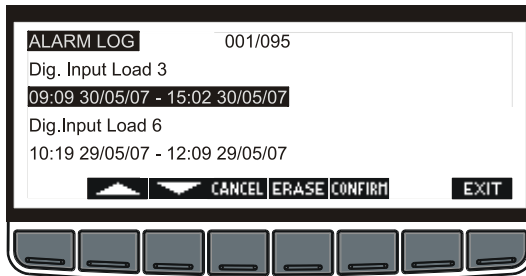 ALARM LOG 001/095
Dig. Input Load 3
09:09 30/05/07 - 15:02 30/05/07
Dig.Input Load 6
10:19 29/05/07 - 12:09 29/05/07
CANCEL ERASE CONFIRM EXIT